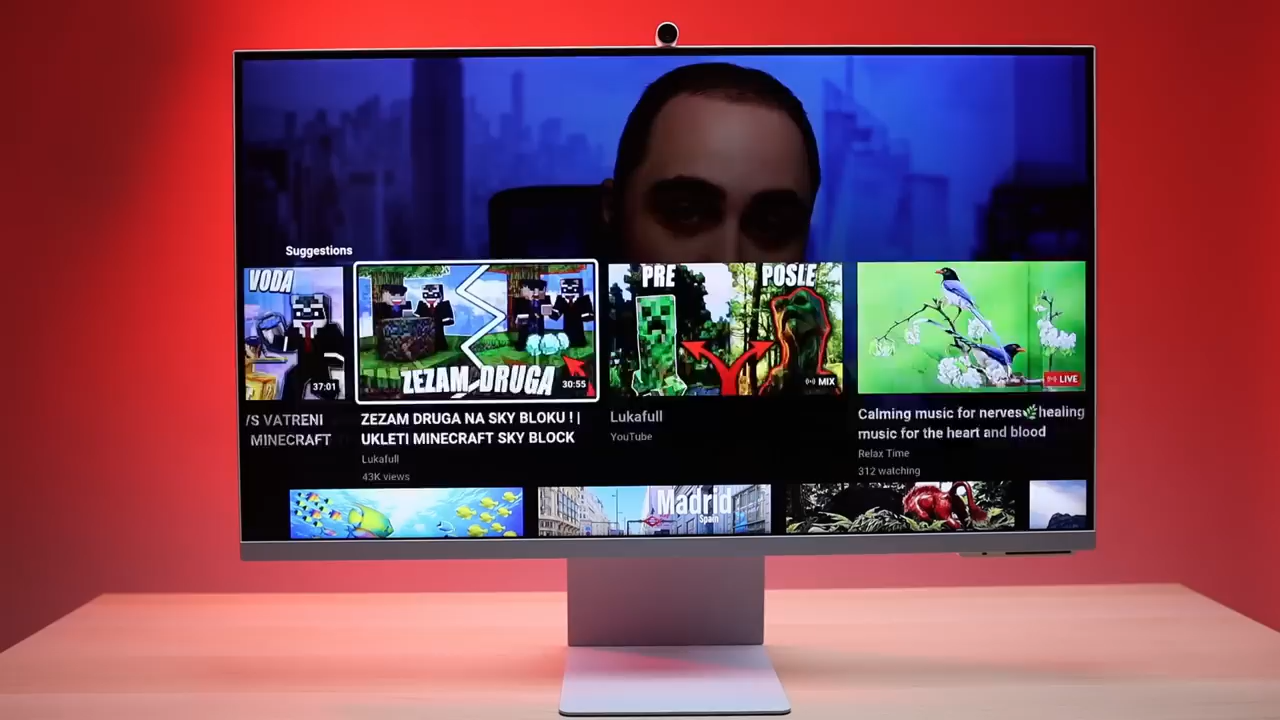 Suggestions
VODA
37:01
/S VATRENI
MINECRAFT
ZEZAM DRUGA
30:55
ZEZAM DRUGA NA SKY BLOKU ! |
UKLETI MINECRAFT SKY BLOCK
Lukafull
43K views
PRE
POSLE
MIX
Lukafull
YouTube
LIVE
Calming music for nerves🌿healing
music for the heart and blood
Relax Time
312 watching
Madrid
Spain